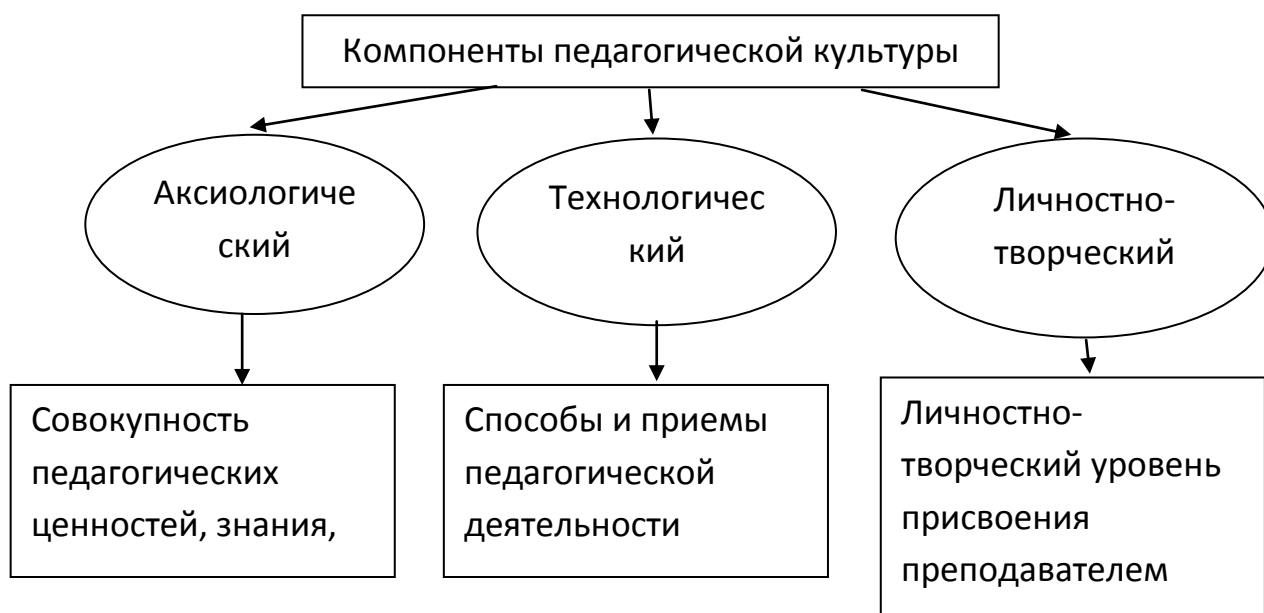 Компоненты педагогической культуры
Аксиологиче
ский
Технологичес
кий
Личностно-
творческий
Совокупность
педагогических
ценностей, знания,
Способы и приемы
педагогической
деятельности
Личностно-
творческий уровень
присвоения
преподавателем